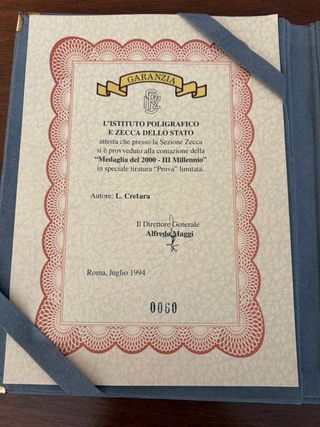 GARANZIA
L'ISTITUTO POLIGRAFICO
E ZECCA DELLO STATO
attesta che presso la Sezione Zecca
si è provveduto alla coniazione della
“Medaglia del 2000 - III Millennio”
in speciale tiratura “Prova” limitata.
Autore: L. Cretara
Il Direttore Generale
Alfredo Maggi
Roma, luglio 1994
0060